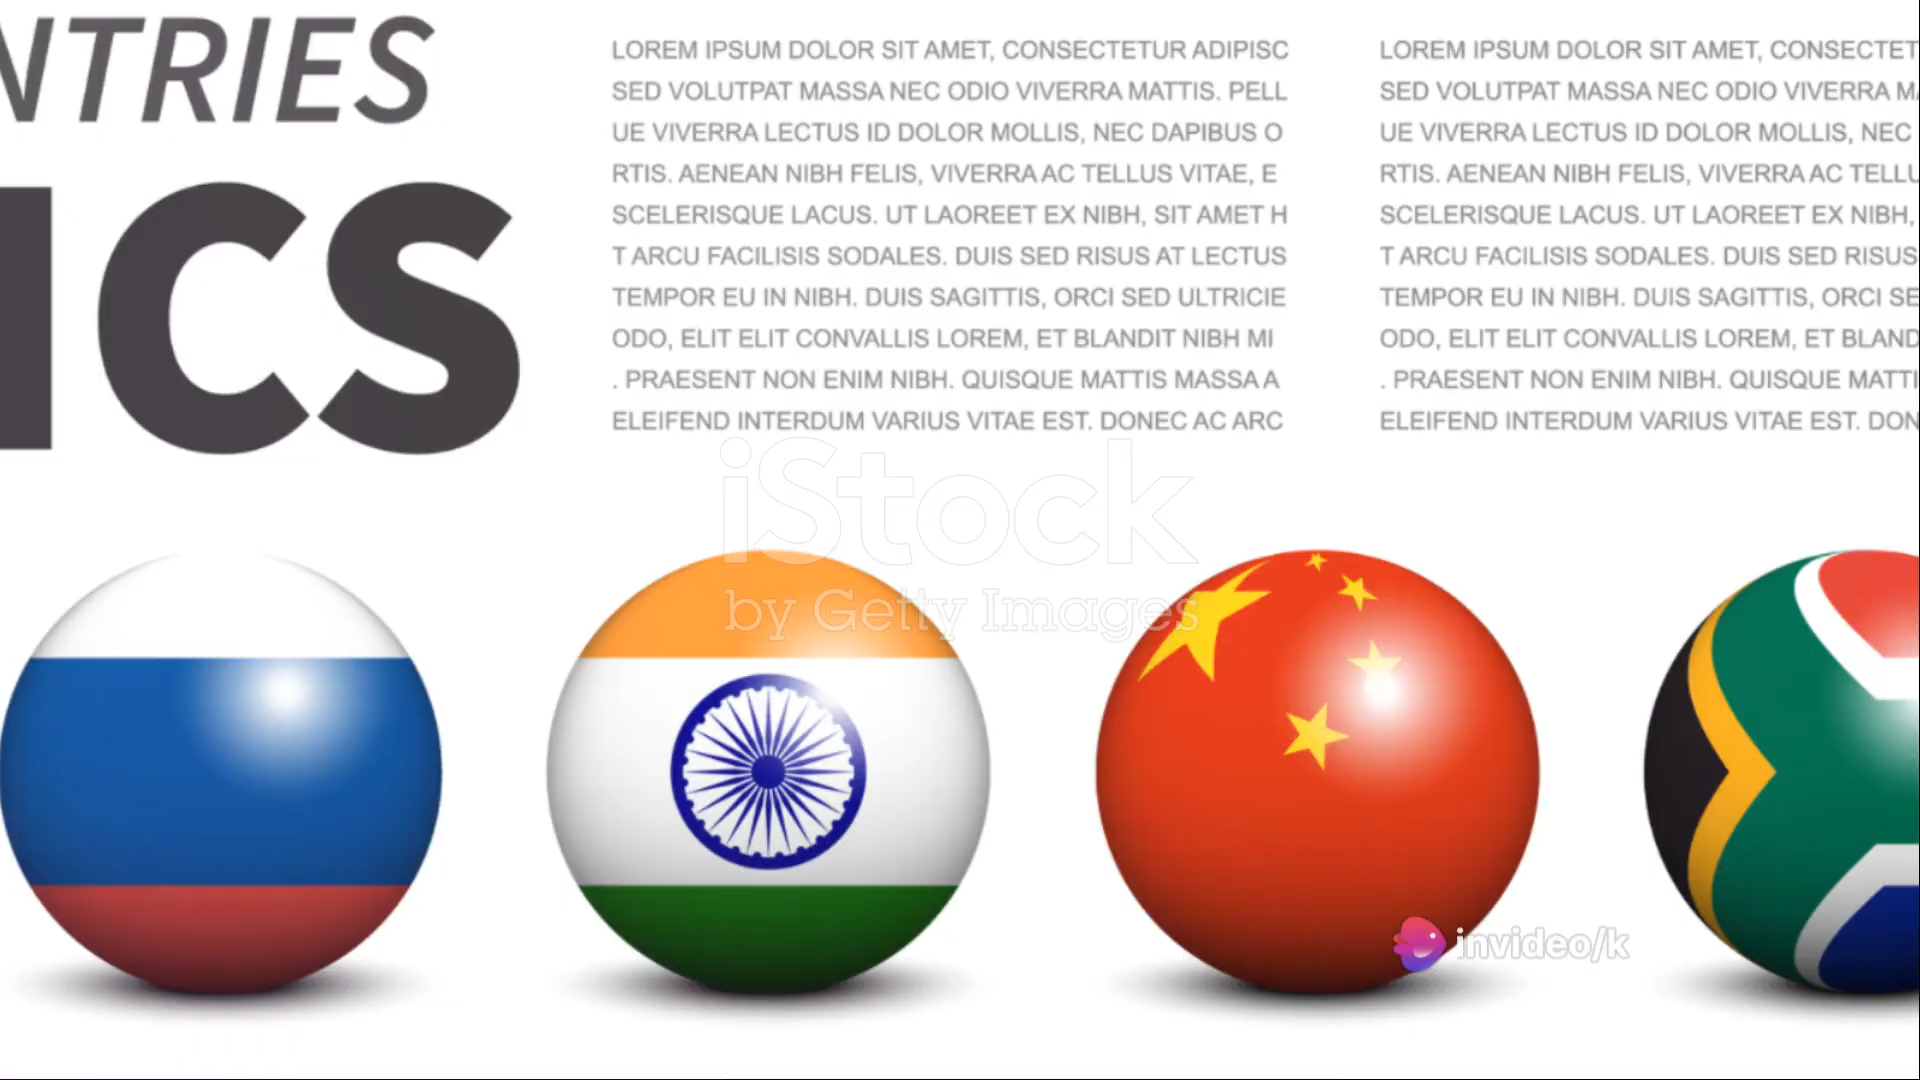 NTRIES
ICS
LOREM IPSUM DOLOR SIT AMET, CONSECTETUR ADIPISC
SED VOLUTPAT MASSA NEC ODIO VIVERRA MATTIS. PELL
UE VIVERRA LECTUS ID DOLOR MOLLIS, NEC DAPIBUS O
RTIS. AENEAN NIBH FELIS, VIVERRA AC TELLUS VITAE, E
SCELERISQUE LACUS. UT LAOREET EX NIBH, SIT AMET H
T ARCU FACILISIS SODALES. DUIS SED RISUS AT LECTUS
TEMPOR EU IN NIBH. DUIS SAGITTIS, ORCI SED ULTRICIE
ODO, ELIT ELIT CONVALLIS LOREM, ET BLANDIT NIBH MI
. PRAESENT NON ENIM NIBH. QUISQUE MATTIS MASSA A
ELEIFEND INTERDUM VARIUS VITAE EST. DONEC AC ARC
LOREM IPSUM DOLOR SIT AMET, CONSECTET
SED VOLUTPAT MASSA NEC ODIO VIVERRA MA
UE VIVERRA LECTUS ID DOLOR MOLLIS, NEC
RTIS. AENEAN NIBH FELIS, VIVERRA AC TELLU
SCELERISQUE LACUS. UT LAOREET EX NIBH,
T ARCU FACILISIS SODALES. DUIS SED RISUS
TEMPOR EU IN NIBH. DUIS SAGITTIS, ORCI SE
ODO, ELIT ELIT CONVALLIS LOREM, ET BLAND
. PRAESENT NON ENIM NIBH. QUISQUE MATTI
ELEIFEND INTERDUM VARIUS VITAE EST. DON
iStock
by Getty Images
invideo/k